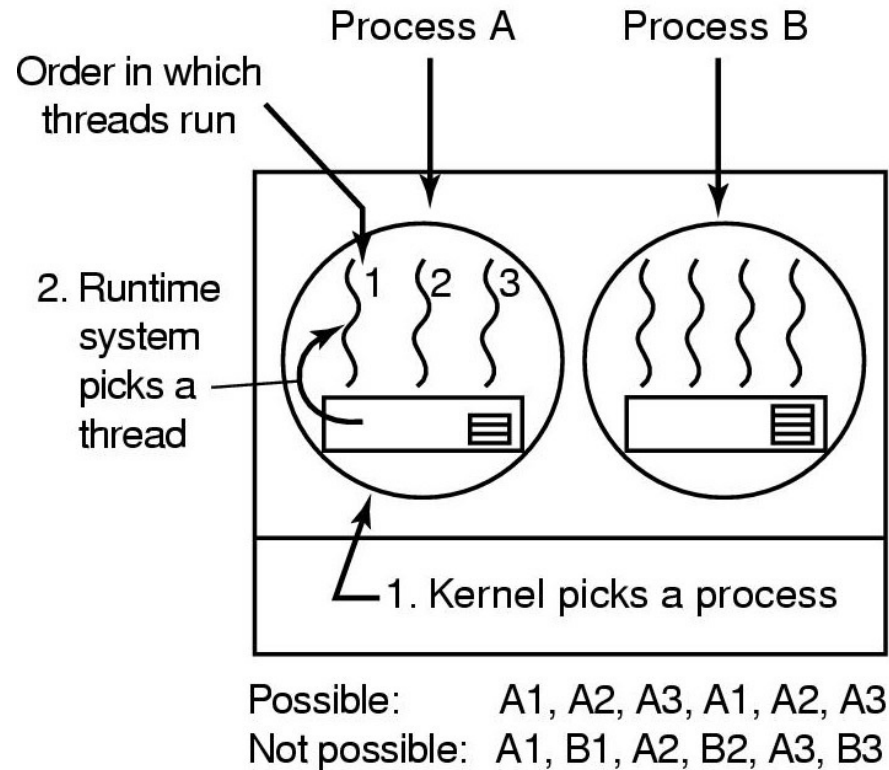 Process A
Process B
Order in which
threads run
1
2
3
2. Runtime
system
picks a
thread
1. Kernel picks a process
Possible: A1, A2, A3, A1, A2, A3
Not possible: A1, B1, A2, B2, A3, B3